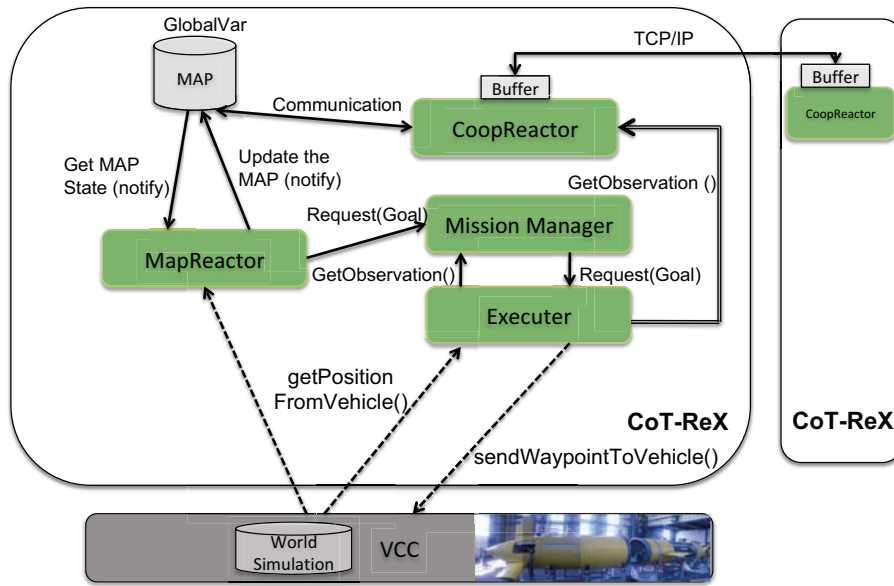 GlobalVar
MAP
TCP/IP
Buffer
Buffer
Communication
CoopReactor
CoopReactor
Get MAP
State (notify)
Update the
MAP (notify)
GetObservation ()
Request(Goal)
Mission Manager
MapReactor
GetObservation()
Request(Goal)
Executer
getPosition
FromVehicle()
CoT-ReX
CoT-ReX
sendWaypointToVehicle()
World
Simulation
VCC